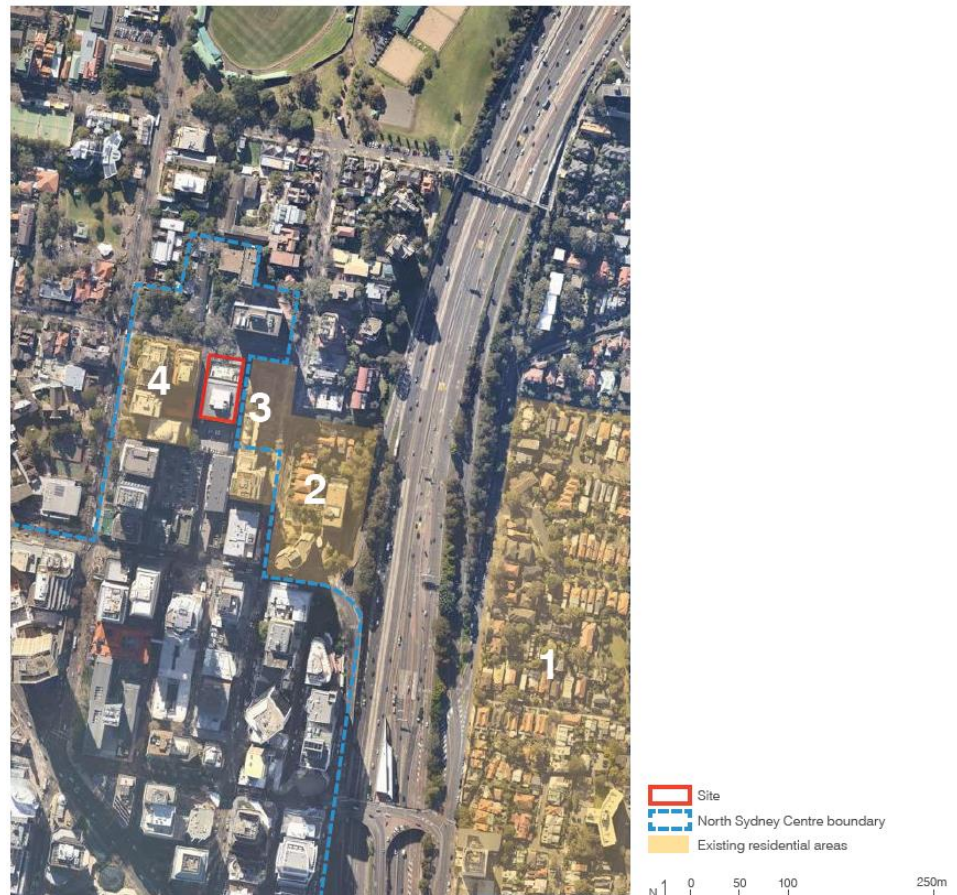 4
3
2
1
Site
North Sydney Centre boundary
Existing residential areas
N 0 50 100 250m